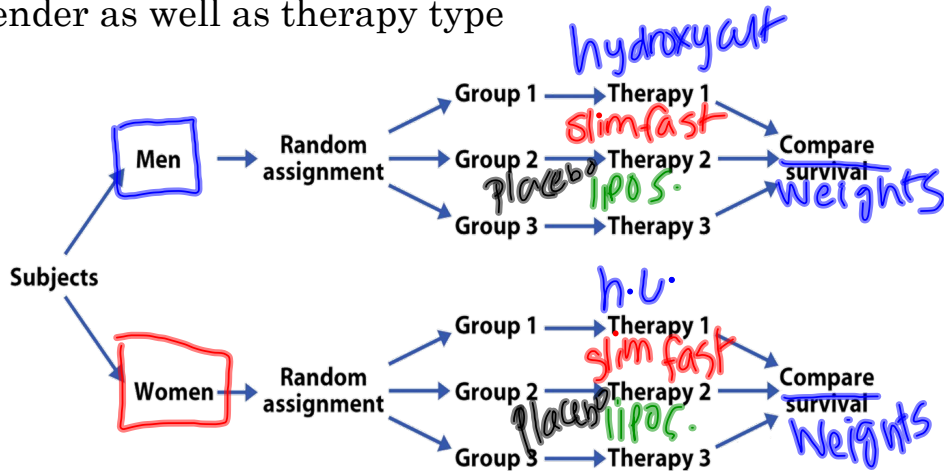 ender as well as therapy type
hydroxycut
Group 1 Therapy 1
slimfast
Men Random assignment Group 2 Therapy 2 Compare survival
placebo lipos.
weights
Group 3 Therapy 3
Subjects
h.c.
Group 1 Therapy 1
slim fast
Women Random assignment Group 2 Therapy 2 Compare survival
placebo lipos.
Weights
Group 3 Therapy 3